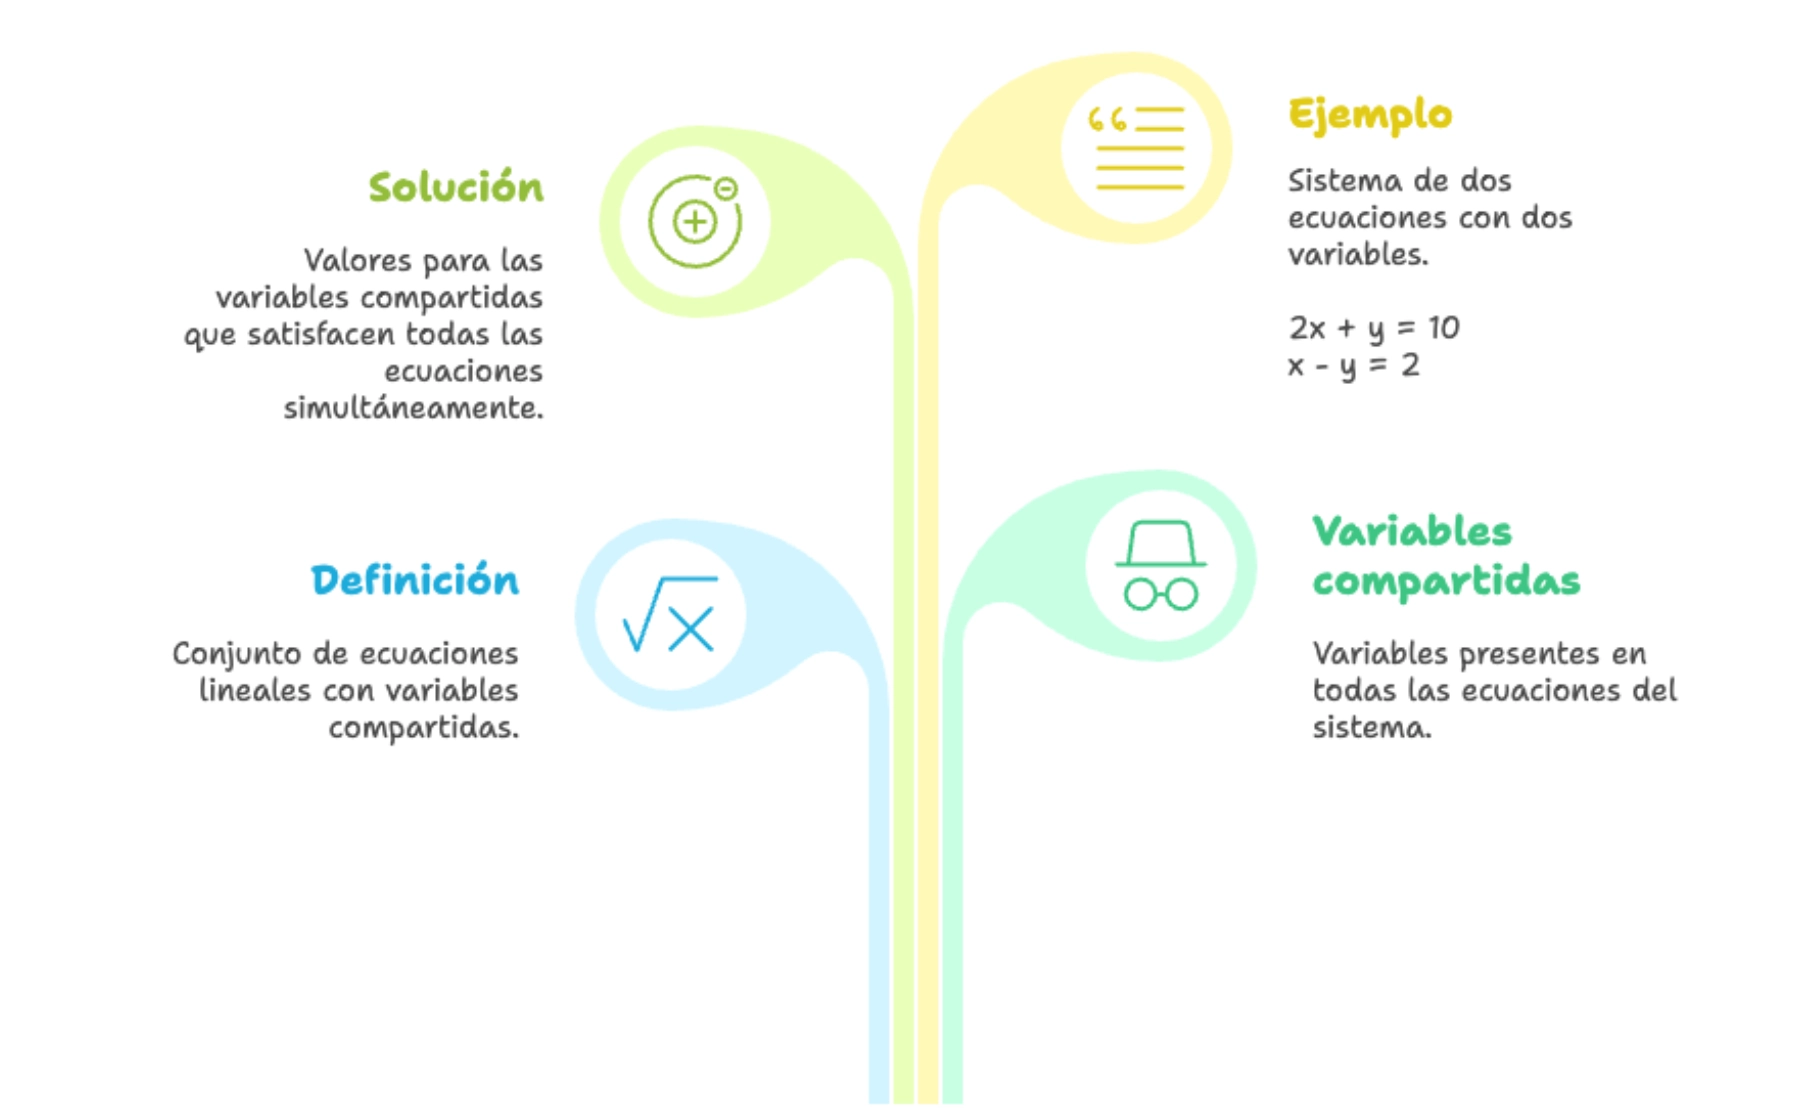 Solución
Valores para las
variables compartidas
que satisfacen todas las
ecuaciones
simultáneamente.
Ejemplo
Sistema de dos
ecuaciones con dos
variables.
2x + y = 10
x - y = 2
Definición
Conjunto de ecuaciones
lineales con variables
compartidas.
Variables
compartidas
Variables presentes en
todas las ecuaciones del
sistema.